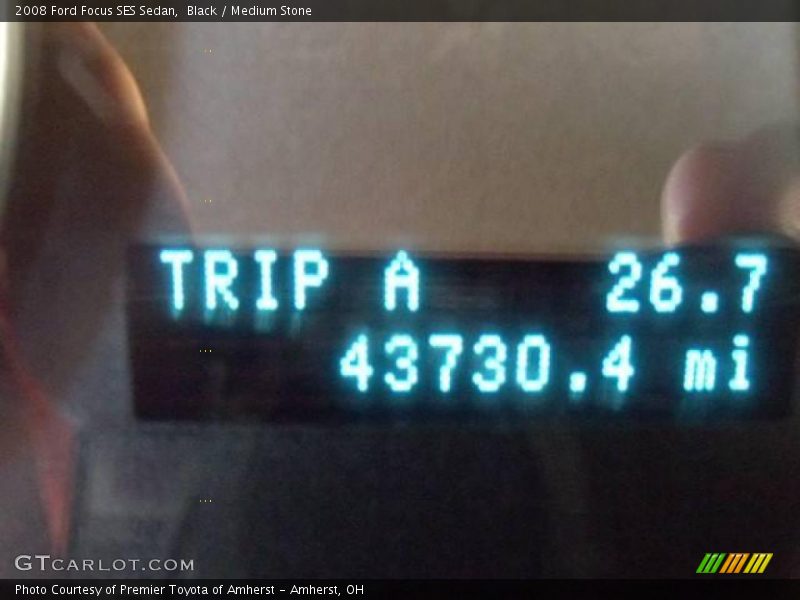 2008 Ford Focus SES Sedan, Black / Medium Stone
TRIP A 26.7
43730.4 mi
GTCARLOT.COM
Photo Courtesy of Premier Toyota of Amherst - Amherst, OH